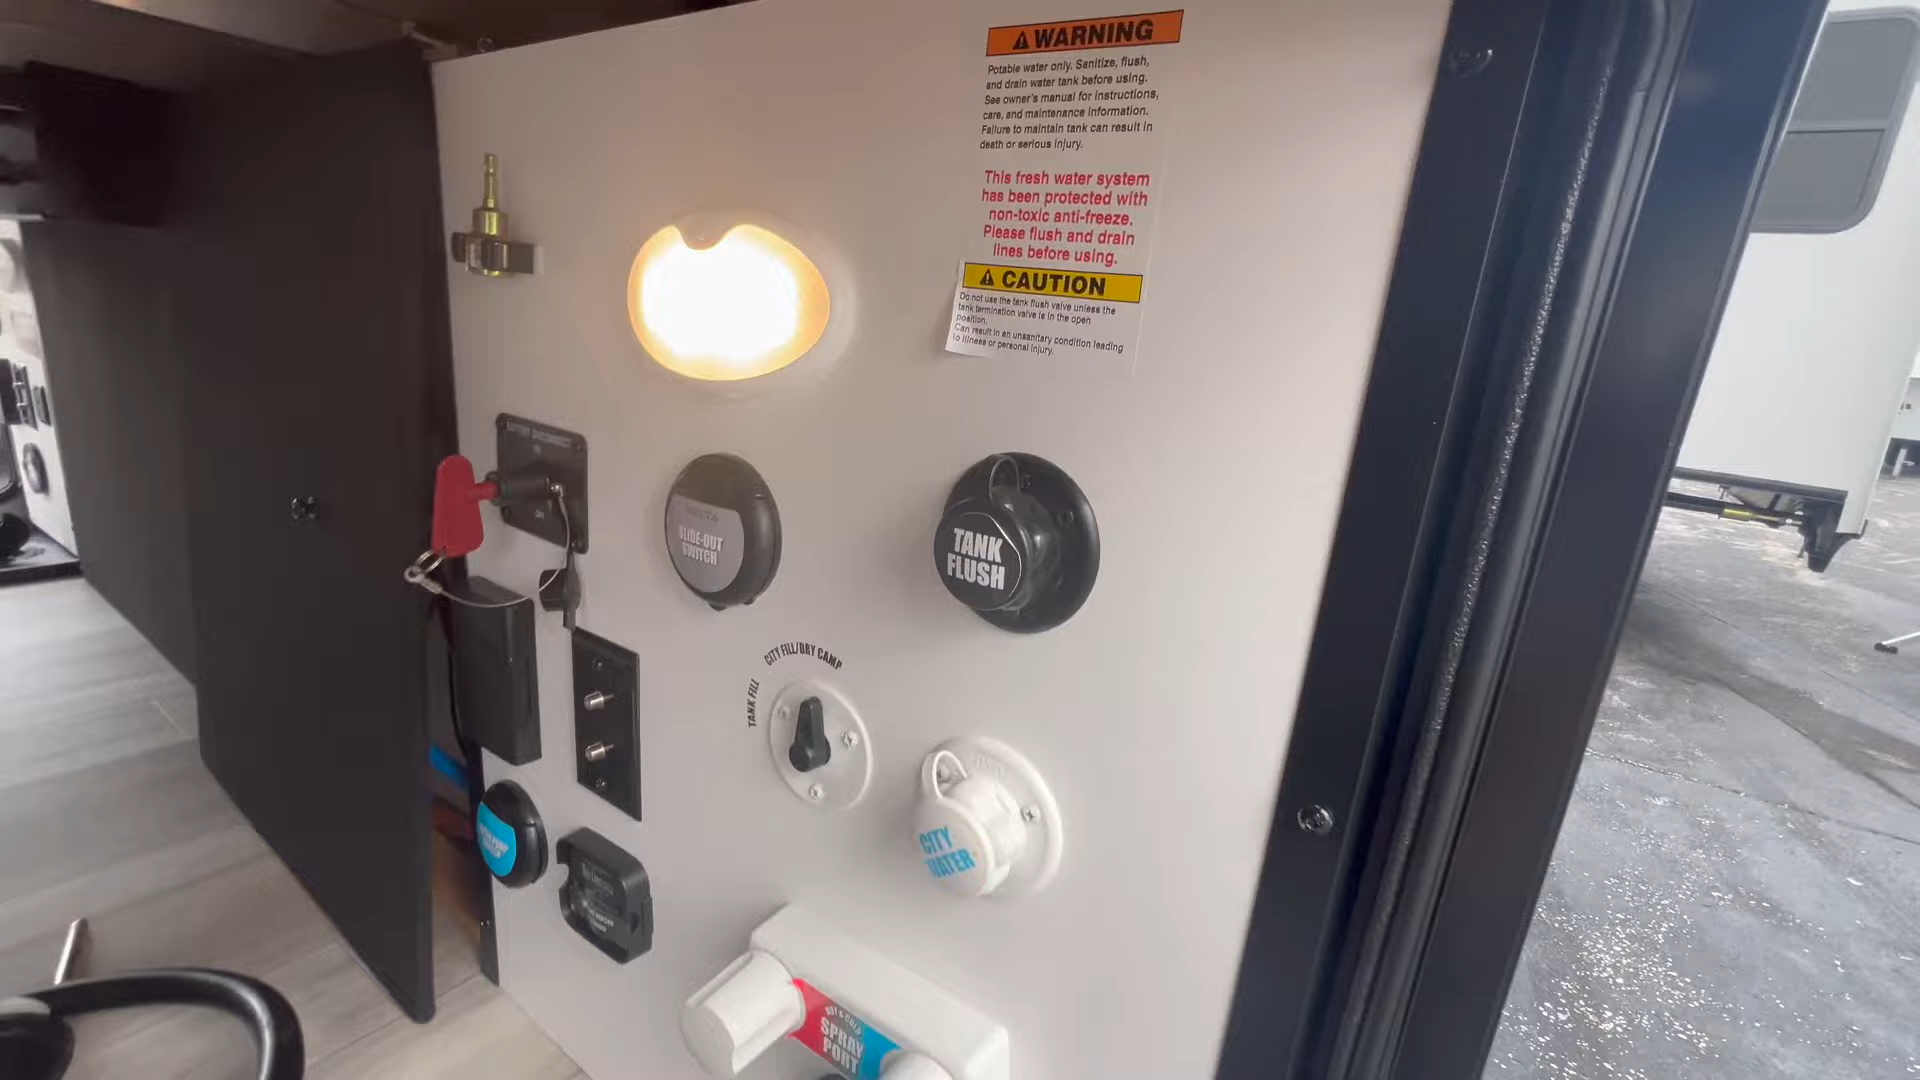 WARNING
Potable water only. Sanitize, flush,
and drain water tank before using.
See owner's manual for instructions,
care, and maintenance information.
Failure to maintain tank can result in
death or serious injury.
This fresh water system
has been protected with
non-toxic anti-freeze.
Please flush and drain
lines before using.
CAUTION
Do not use the tank flush valve unless the
tank termination valve is in the open
position.
Can result in an unsanitary condition leading
to illness or personal injury.
DISCONNECT
OFF
SLIDE-OUT
SWITCH
TANK
FLUSH
CITY FILL/DRY CAMP
TANK FILL
CITY
WATER
HOT & COLD
SPRAY
PORT